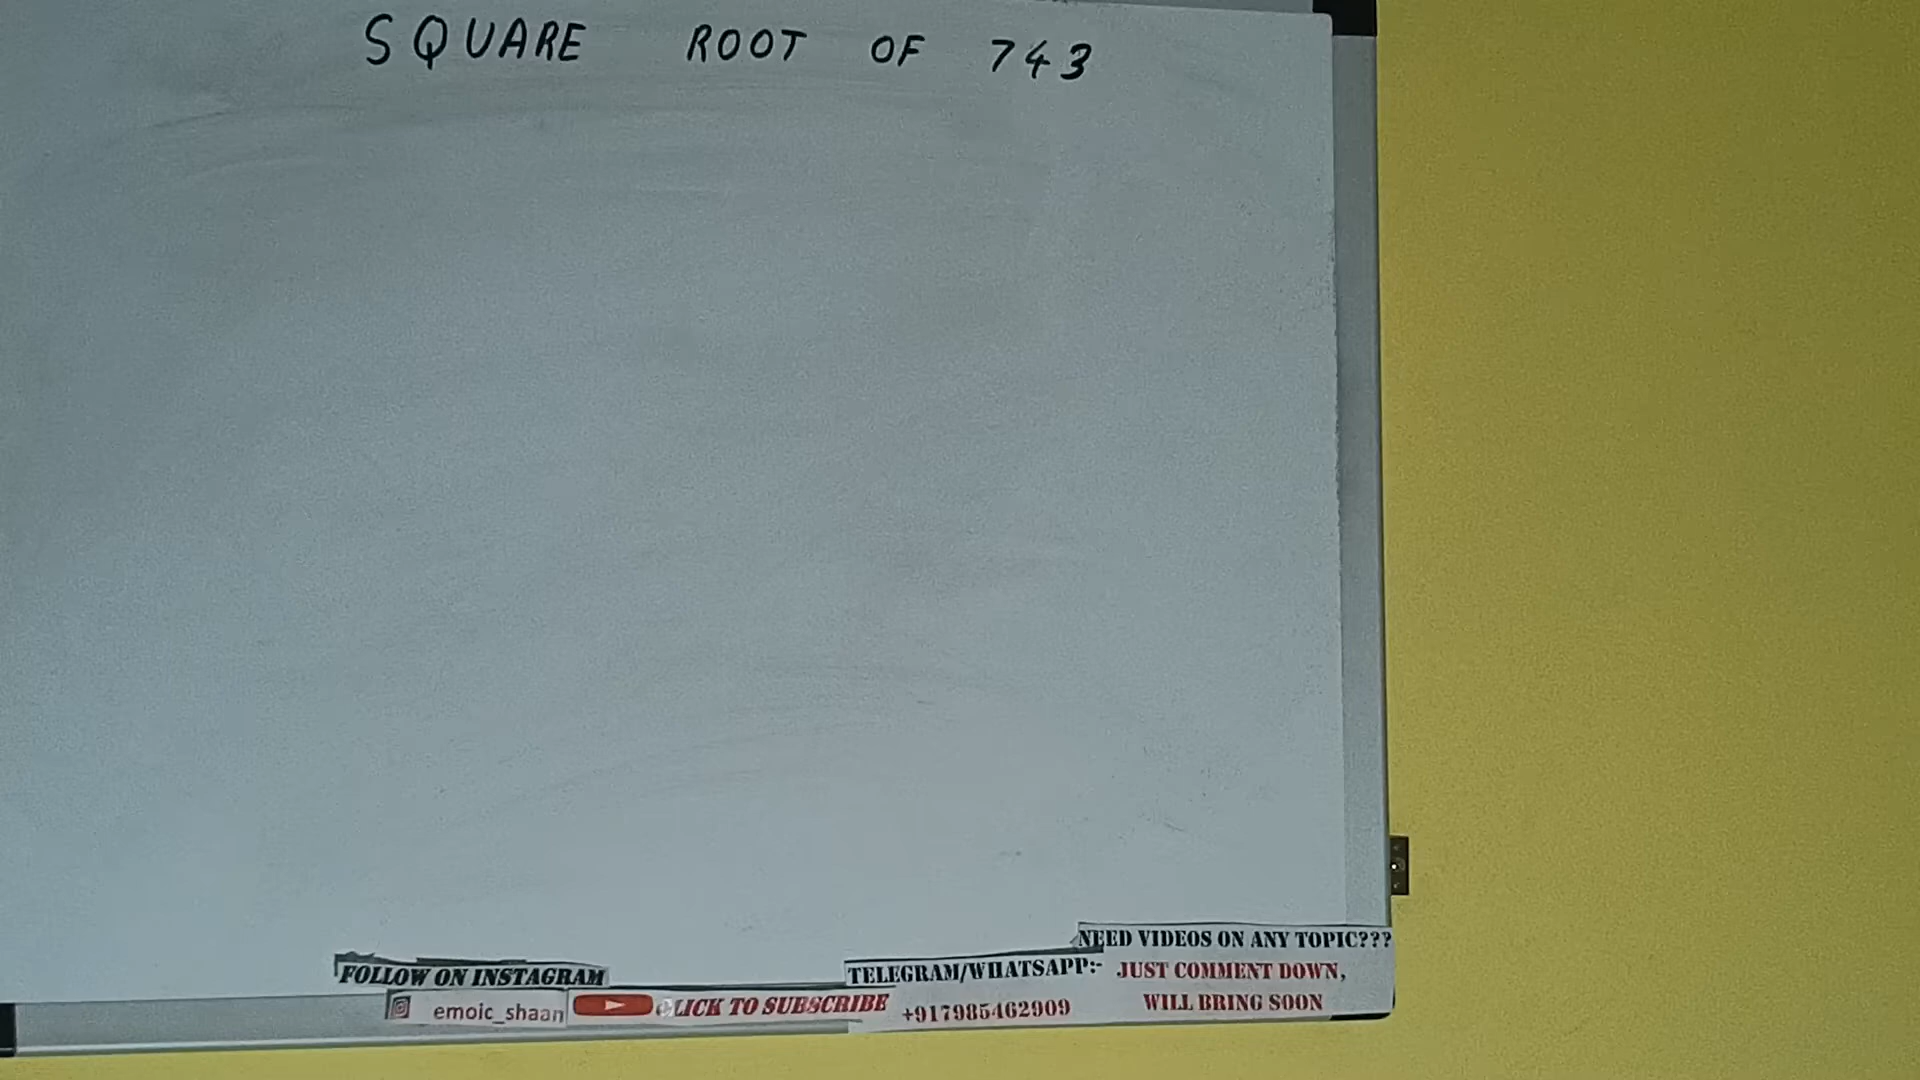 SQUARE ROOT OF 743
NEED VIDEOS ON ANY TOPIC???
FOLLOW ON INSTAGRAM
TELEGRAM/WHATSAPP:- JUST COMMENT DOWN,
emoic_shaan CLICK TO SUBSCRIBE +917985462909 WILL BRING SOON